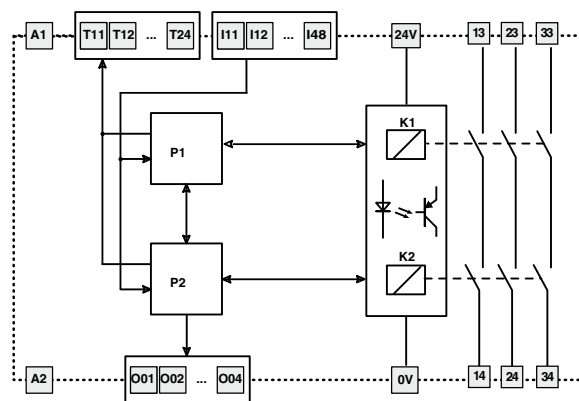 A1 T11 T12 ... T24 I11 I12 ... I48 24V 13 23 33
K1
P1
K2
P2
A2 O01 O02 ... O04 0V 14 24 34